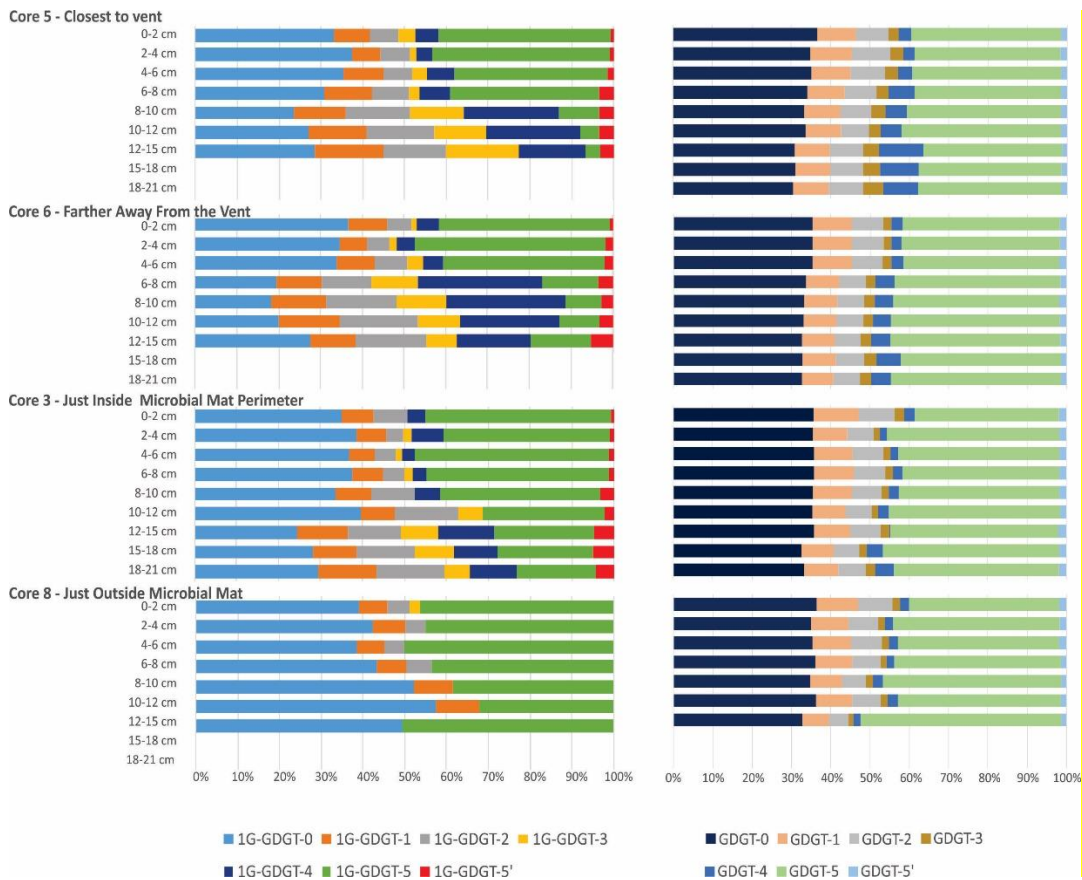 Core 5 - Closest to vent
0-2 cm
2-4 cm
4-6 cm
6-8 cm
8-10 cm
10-12 cm
12-15 cm
15-18 cm
18-21 cm
Core 6 - Farther Away From the Vent
0-2 cm
2-4 cm
4-6 cm
6-8 cm
8-10 cm
10-12 cm
12-15 cm
15-18 cm
18-21 cm
Core 3 - Just Inside Microbial Mat Perimeter
0-2 cm
2-4 cm
4-6 cm
6-8 cm
8-10 cm
10-12 cm
12-15 cm
15-18 cm
18-21 cm
Core 8 - Just Outside Microbial Mat
0-2 cm
2-4 cm
4-6 cm
6-8 cm
8-10 cm
10-12 cm
12-15 cm
15-18 cm
18-21 cm
0% 10% 20% 30% 40% 50% 60% 70% 80% 90% 100%
0% 10% 20% 30% 40% 50% 60% 70% 80% 90% 100%
1G-GDGT-0 1G-GDGT-1 1G-GDGT-2 1G-GDGT-3
1G-GDGT-4 1G-GDGT-5 1G-GDGT-5'
GDGT-0 GDGT-1 GDGT-2 GDGT-3
GDGT-4 GDGT-5 GDGT-5'